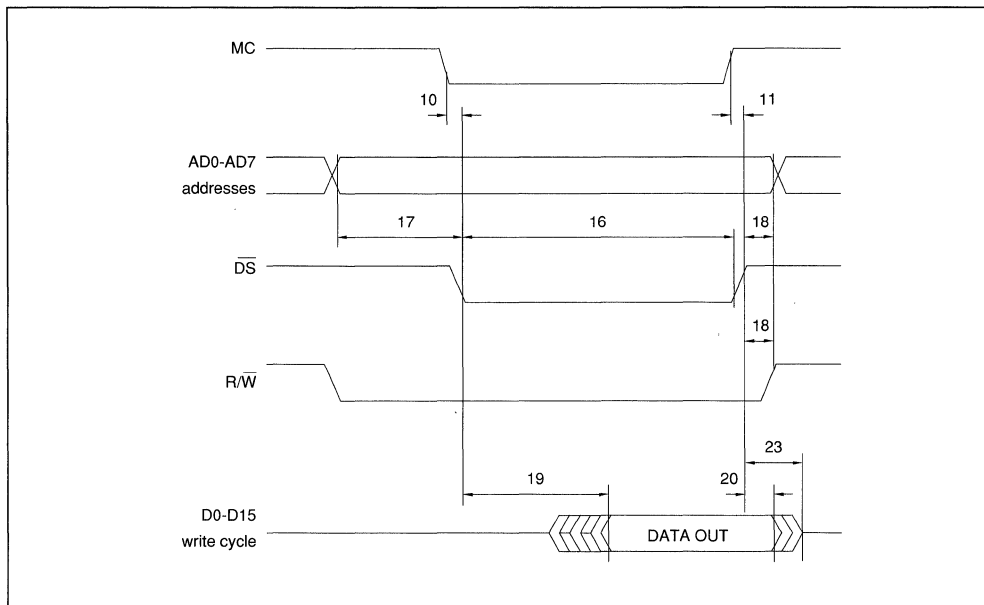 MC
10
11
AD0-AD7
addresses
17
16
18
D̅S̅
18
R/W̅
23
19
20
D0-D15
write cycle
DATA OUT